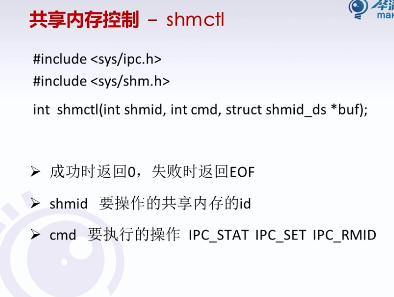 共享内存控制 – shmctl
#include <sys/ipc.h>
#include <sys/shm.h>
int shmctl(int shmid, int cmd, struct shmid_ds *buf);
➢ 成功时返回0，失败时返回EOF
➢ shmid 要操作的共享内存的id
➢ cmd 要执行的操作 IPC_STAT IPC_SET IPC_RMID